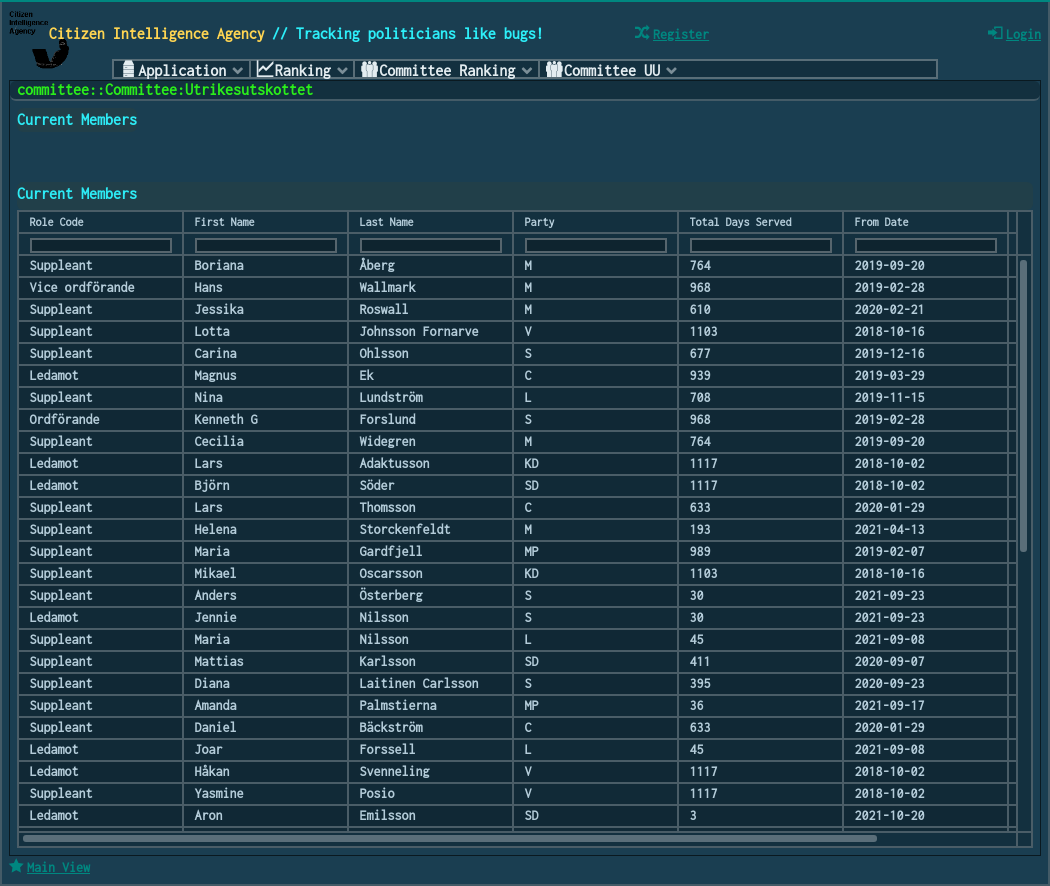 Citizen
Intelligence
Agency
Citizen Intelligence Agency // Tracking politicians like bugs!
Register
Login
Application Ranking Committee Ranking Committee UU
committee::Committee:Utrikesutskottet
Current Members
Current Members
Role Code First Name Last Name Party Total Days Served From Date
Suppleant Boriana Åberg M 764 2019-09-20
Vice ordförande Hans Wallmark M 968 2019-02-28
Suppleant Jessika Roswall M 610 2020-02-21
Suppleant Lotta Johnsson Fornarve V 1103 2018-10-16
Suppleant Carina Ohlsson S 677 2019-12-16
Ledamot Magnus Ek C 939 2019-03-29
Suppleant Nina Lundström L 708 2019-11-15
Ordförande Kenneth G Forslund S 968 2019-02-28
Suppleant Cecilia Widegren M 764 2019-09-20
Ledamot Lars Adaktusson KD 1117 2018-10-02
Ledamot Björn Söder SD 1117 2018-10-02
Suppleant Lars Thomsson C 633 2020-01-29
Suppleant Helena Storckenfeldt M 193 2021-04-13
Suppleant Maria Gardfjell MP 989 2019-02-07
Suppleant Mikael Oscarsson KD 1103 2018-10-16
Suppleant Anders Österberg S 30 2021-09-23
Ledamot Jennie Nilsson S 30 2021-09-23
Suppleant Maria Nilsson L 45 2021-09-08
Suppleant Mattias Karlsson SD 411 2020-09-07
Suppleant Diana Laitinen Carlsson S 395 2020-09-23
Suppleant Amanda Palmstierna MP 36 2021-09-17
Suppleant Daniel Bäckström C 633 2020-01-29
Ledamot Joar Forssell L 45 2021-09-08
Ledamot Håkan Svenneling V 1117 2018-10-02
Suppleant Yasmine Posio V 1117 2018-10-02
Ledamot Aron Emilsson SD 3 2021-10-20
Main View